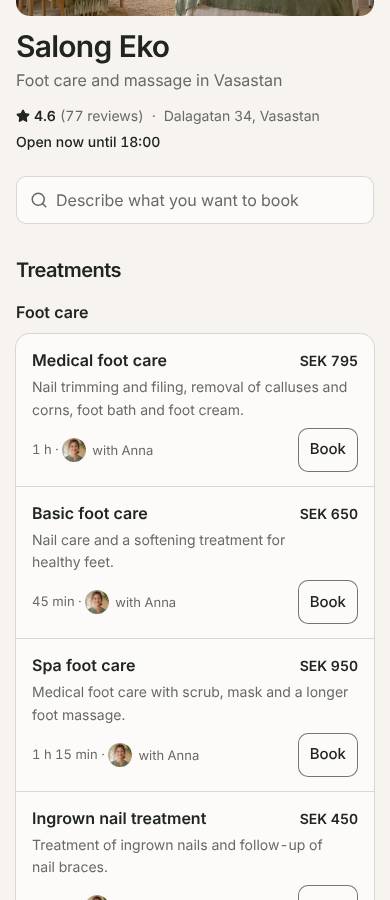 Salong Eko
Foot care and massage in Vasastan
4.6 (77 reviews) · Dalagatan 34, Vasastan
Open now until 18:00
Describe what you want to book
Treatments
Foot care
Medical foot care SEK 795
Nail trimming and filing, removal of calluses and
corns, foot bath and foot cream.
1 h · with Anna Book
Basic foot care SEK 650
Nail care and a softening treatment for
healthy feet.
45 min · with Anna Book
Spa foot care SEK 950
Medical foot care with scrub, mask and a longer
foot massage.
1 h 15 min · with Anna Book
Ingrown nail treatment SEK 450
Treatment of ingrown nails and follow-up of
nail braces.